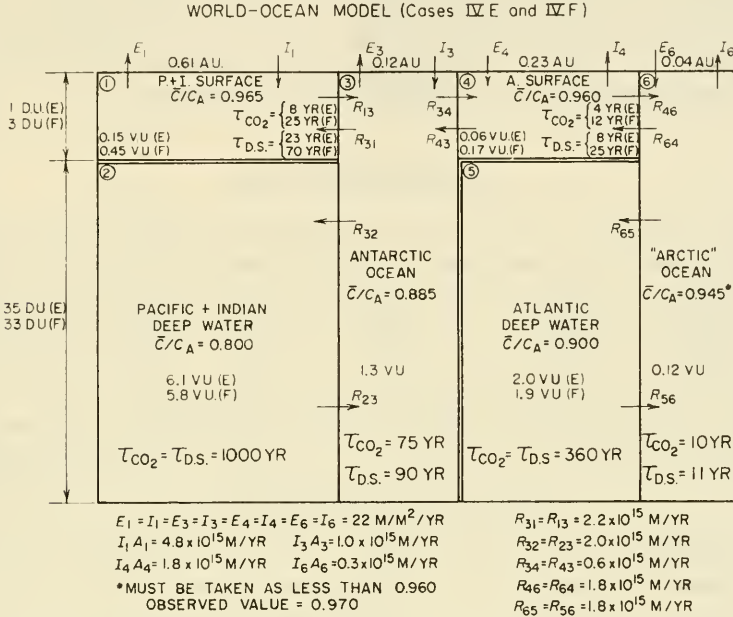 WORLD-OCEAN MODEL (Cases IV E and IV F)
E1 0.61 AU. I1 E3 0.12AU I3 E4 0.23 AU I4 E6 0.04AU I6
① P.+I. SURFACE ③ ④ A. SURFACE ⑥
C̄/CA = 0.965 C̄/CA = 0.960
1 D.U.(E)
3 DU(F)
τCO2 = { 8 YR(E) 25 YR(F)
R13 R34
τCO2 = { 4 YR(E) 12 YR(F)
R46
0.15 VU (E)
0.45 VU (F)
τD.S. = { 23 YR(E) 70 YR(F)
R31 R43
0.06 VU.(E)
0.17 VU.(F)
τD.S. = { 8 YR(E) 25 YR(F)
R64
② ⑤
R32 R65
35 DU(E)
33 DU(F)
PACIFIC + INDIAN
DEEP WATER
C̄/CA = 0.800
6.1 VU (E)
5.8 VU.(F)
τCO2 = τD.S. = 1000 YR
ANTARCTIC
OCEAN
C̄/CA = 0.885
1.3 VU
R23
τCO2 = 75 YR
τD.S. = 90 YR
ATLANTIC
DEEP WATER
C̄/CA = 0.900
2.0 VU (E)
1.9 VU (F)
τCO2 = τD.S = 360 YR
"ARCTIC"
OCEAN
C̄/CA = 0.945*
0.12 VU
R56
τCO2 = 10YR
τD.S. = 11 YR
E1 = I1 = E3 = I3 = E4 = I4 = E6 = I6 = 22 M/M²/YR
I1 A1 = 4.8 x 10¹⁵ M/YR I3 A3 = 1.0 x 10¹⁵ M/YR
I4 A4 = 1.8 x 10¹⁵ M/YR I6 A6 = 0.3 x 10¹⁵ M/YR
*MUST BE TAKEN AS LESS THAN 0.960
OBSERVED VALUE = 0.970
R31 = R13 = 2.2 x 10¹⁵ M/YR
R32 = R23 = 2.0 x 10¹⁵ M/YR
R34 = R43 = 0.6 x 10¹⁵ M/YR
R46 = R64 = 1.8 x 10¹⁵ M/YR
R65 = R56 = 1.8 x 10¹⁵ M/YR